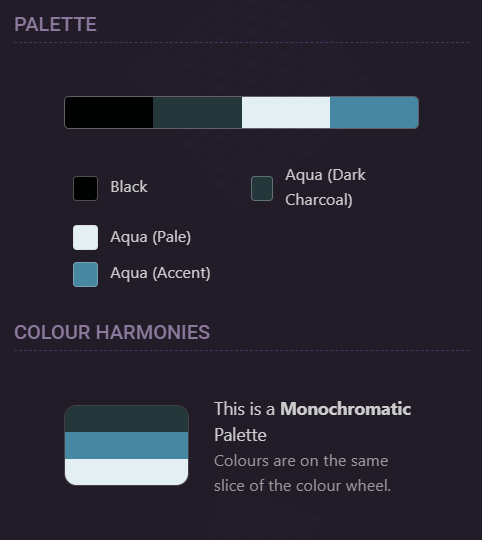 PALETTE
Black
Aqua (Dark
Charcoal)
Aqua (Pale)
Aqua (Accent)
COLOUR HARMONIES
This is a Monochromatic
Palette
Colours are on the same
slice of the colour wheel.